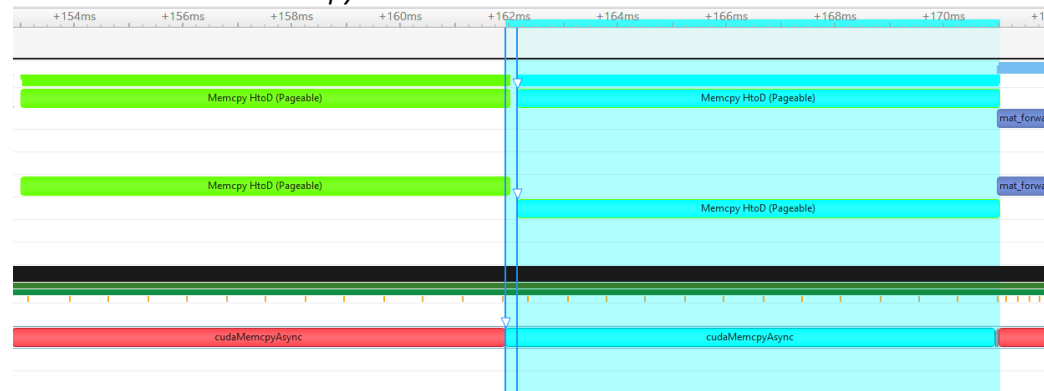 +154ms +156ms +158ms +160ms +162ms +164ms +166ms +168ms +170ms +1
Memcpy HtoD (Pageable) Memcpy HtoD (Pageable)
mat_forwa
Memcpy HtoD (Pageable) mat_forwa
Memcpy HtoD (Pageable)
cudaMemcpyAsync cudaMemcpyAsync